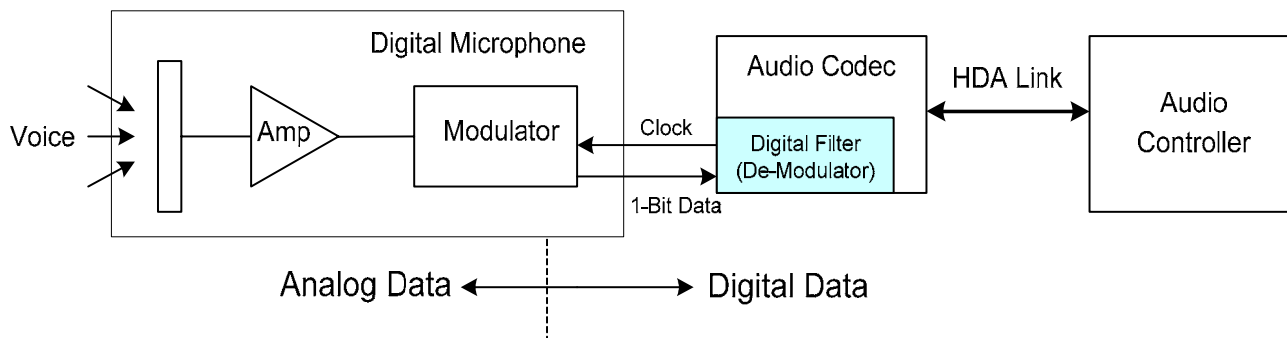 Digital Microphone
Voice
Amp
Modulator
Clock
1-Bit Data
Audio Codec
Digital Filter
(De-Modulator)
HDA Link
Audio
Controller
Analog Data
Digital Data